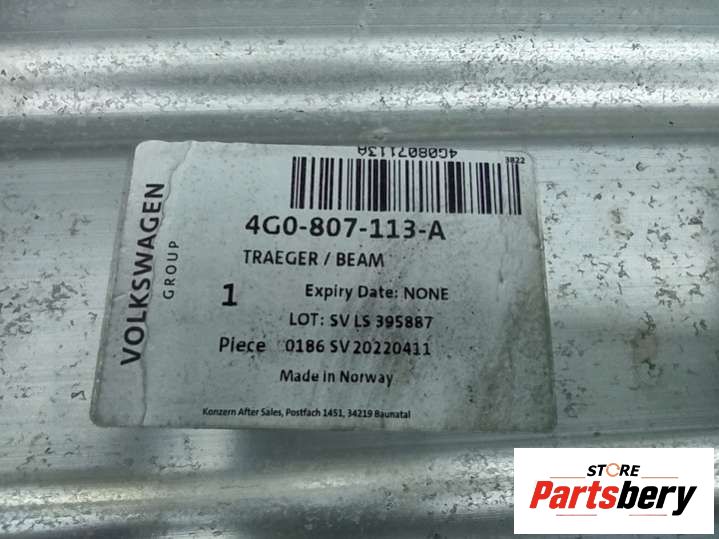 4G0807113A
3822
4G0-807-113-A
TRAEGER / BEAM
VOLKSWAGEN
GROUP
1 Expiry Date: NONE
LOT: SV LS 395887
Piece 0186 SV 20220411
Made in Norway
Konzern After Sales, Postfach 1451, 34219 Baunatal
STORE
Partsbery